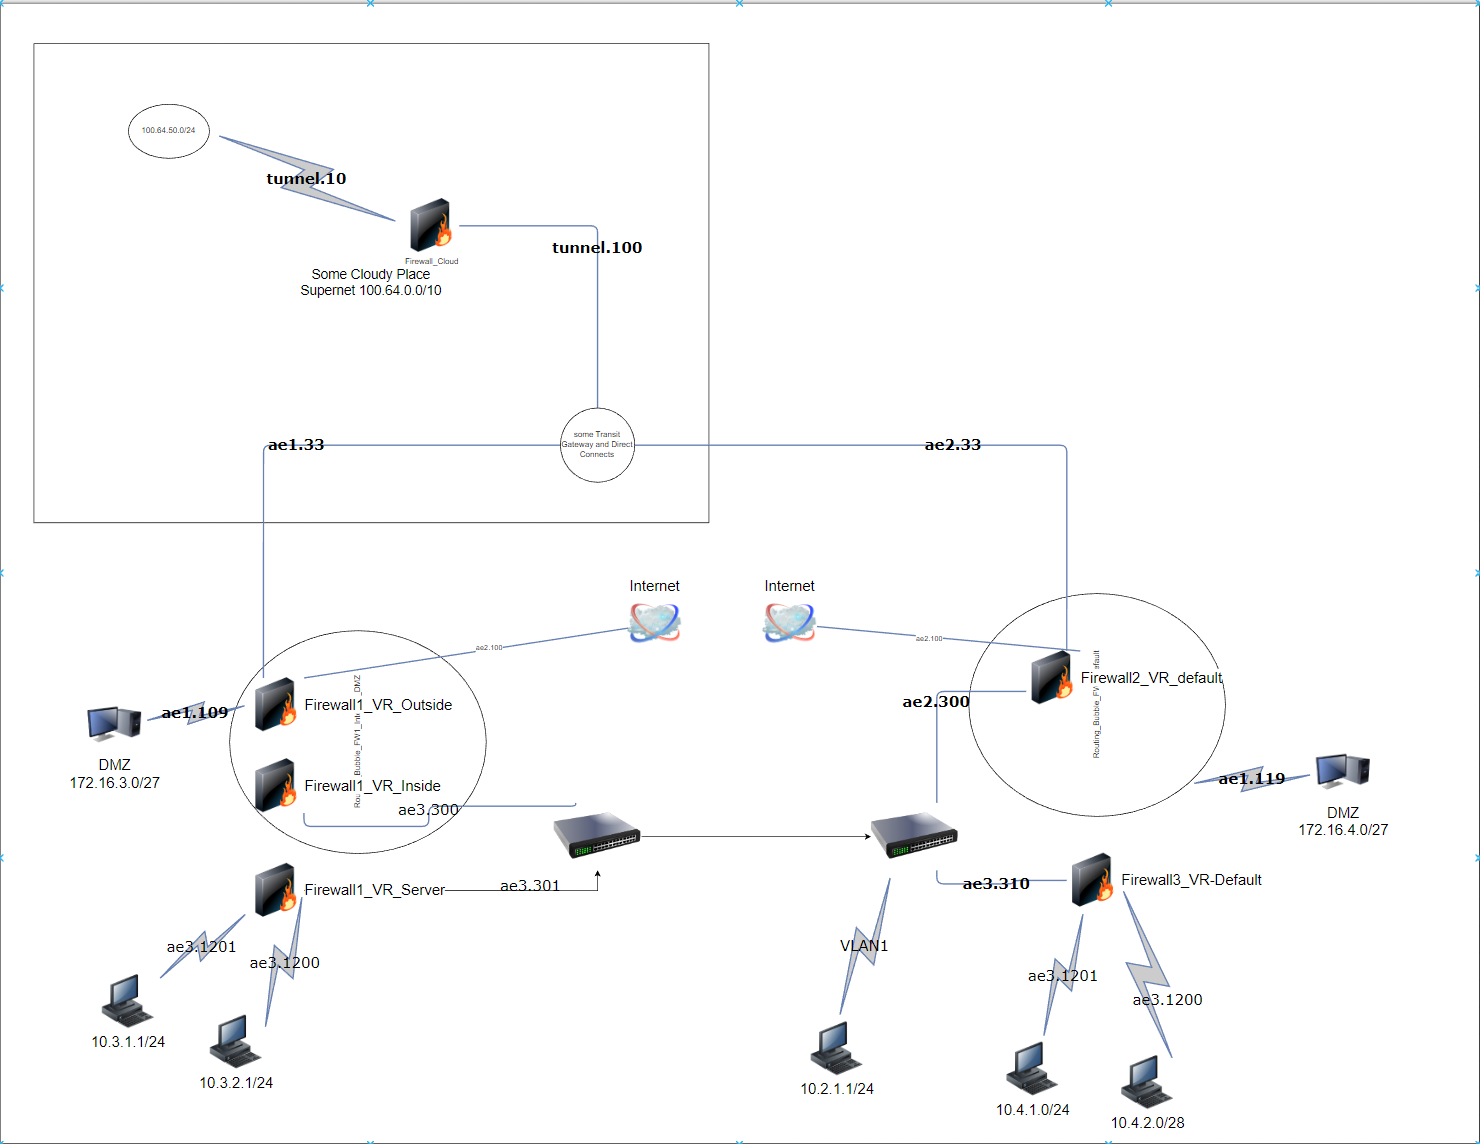 100.64.50.0/24
tunnel.10
tunnel.100
Firewall_Cloud
Some Cloudy Place
Supernet 100.64.0.0/10
some Transit
Gateway and Direct
Connects
ae1.33
ae2.33
Internet
Internet
ae2.100
ae2.100
Firewall1_VR_Outside
Firewall2_VR_default
ae1.109
ae2.300
DMZ
172.16.3.0/27
Firewall1_VR_Inside
ae3.300
ae1.119
DMZ
172.16.4.0/27
Firewall1_VR_Server
ae3.301
ae3.310
Firewall3_VR-Default
ae3.1201
ae3.1200
VLAN1
ae3.1201
ae3.1200
10.3.1.1/24
10.3.2.1/24
10.2.1.1/24
10.4.1.0/24
10.4.2.0/28